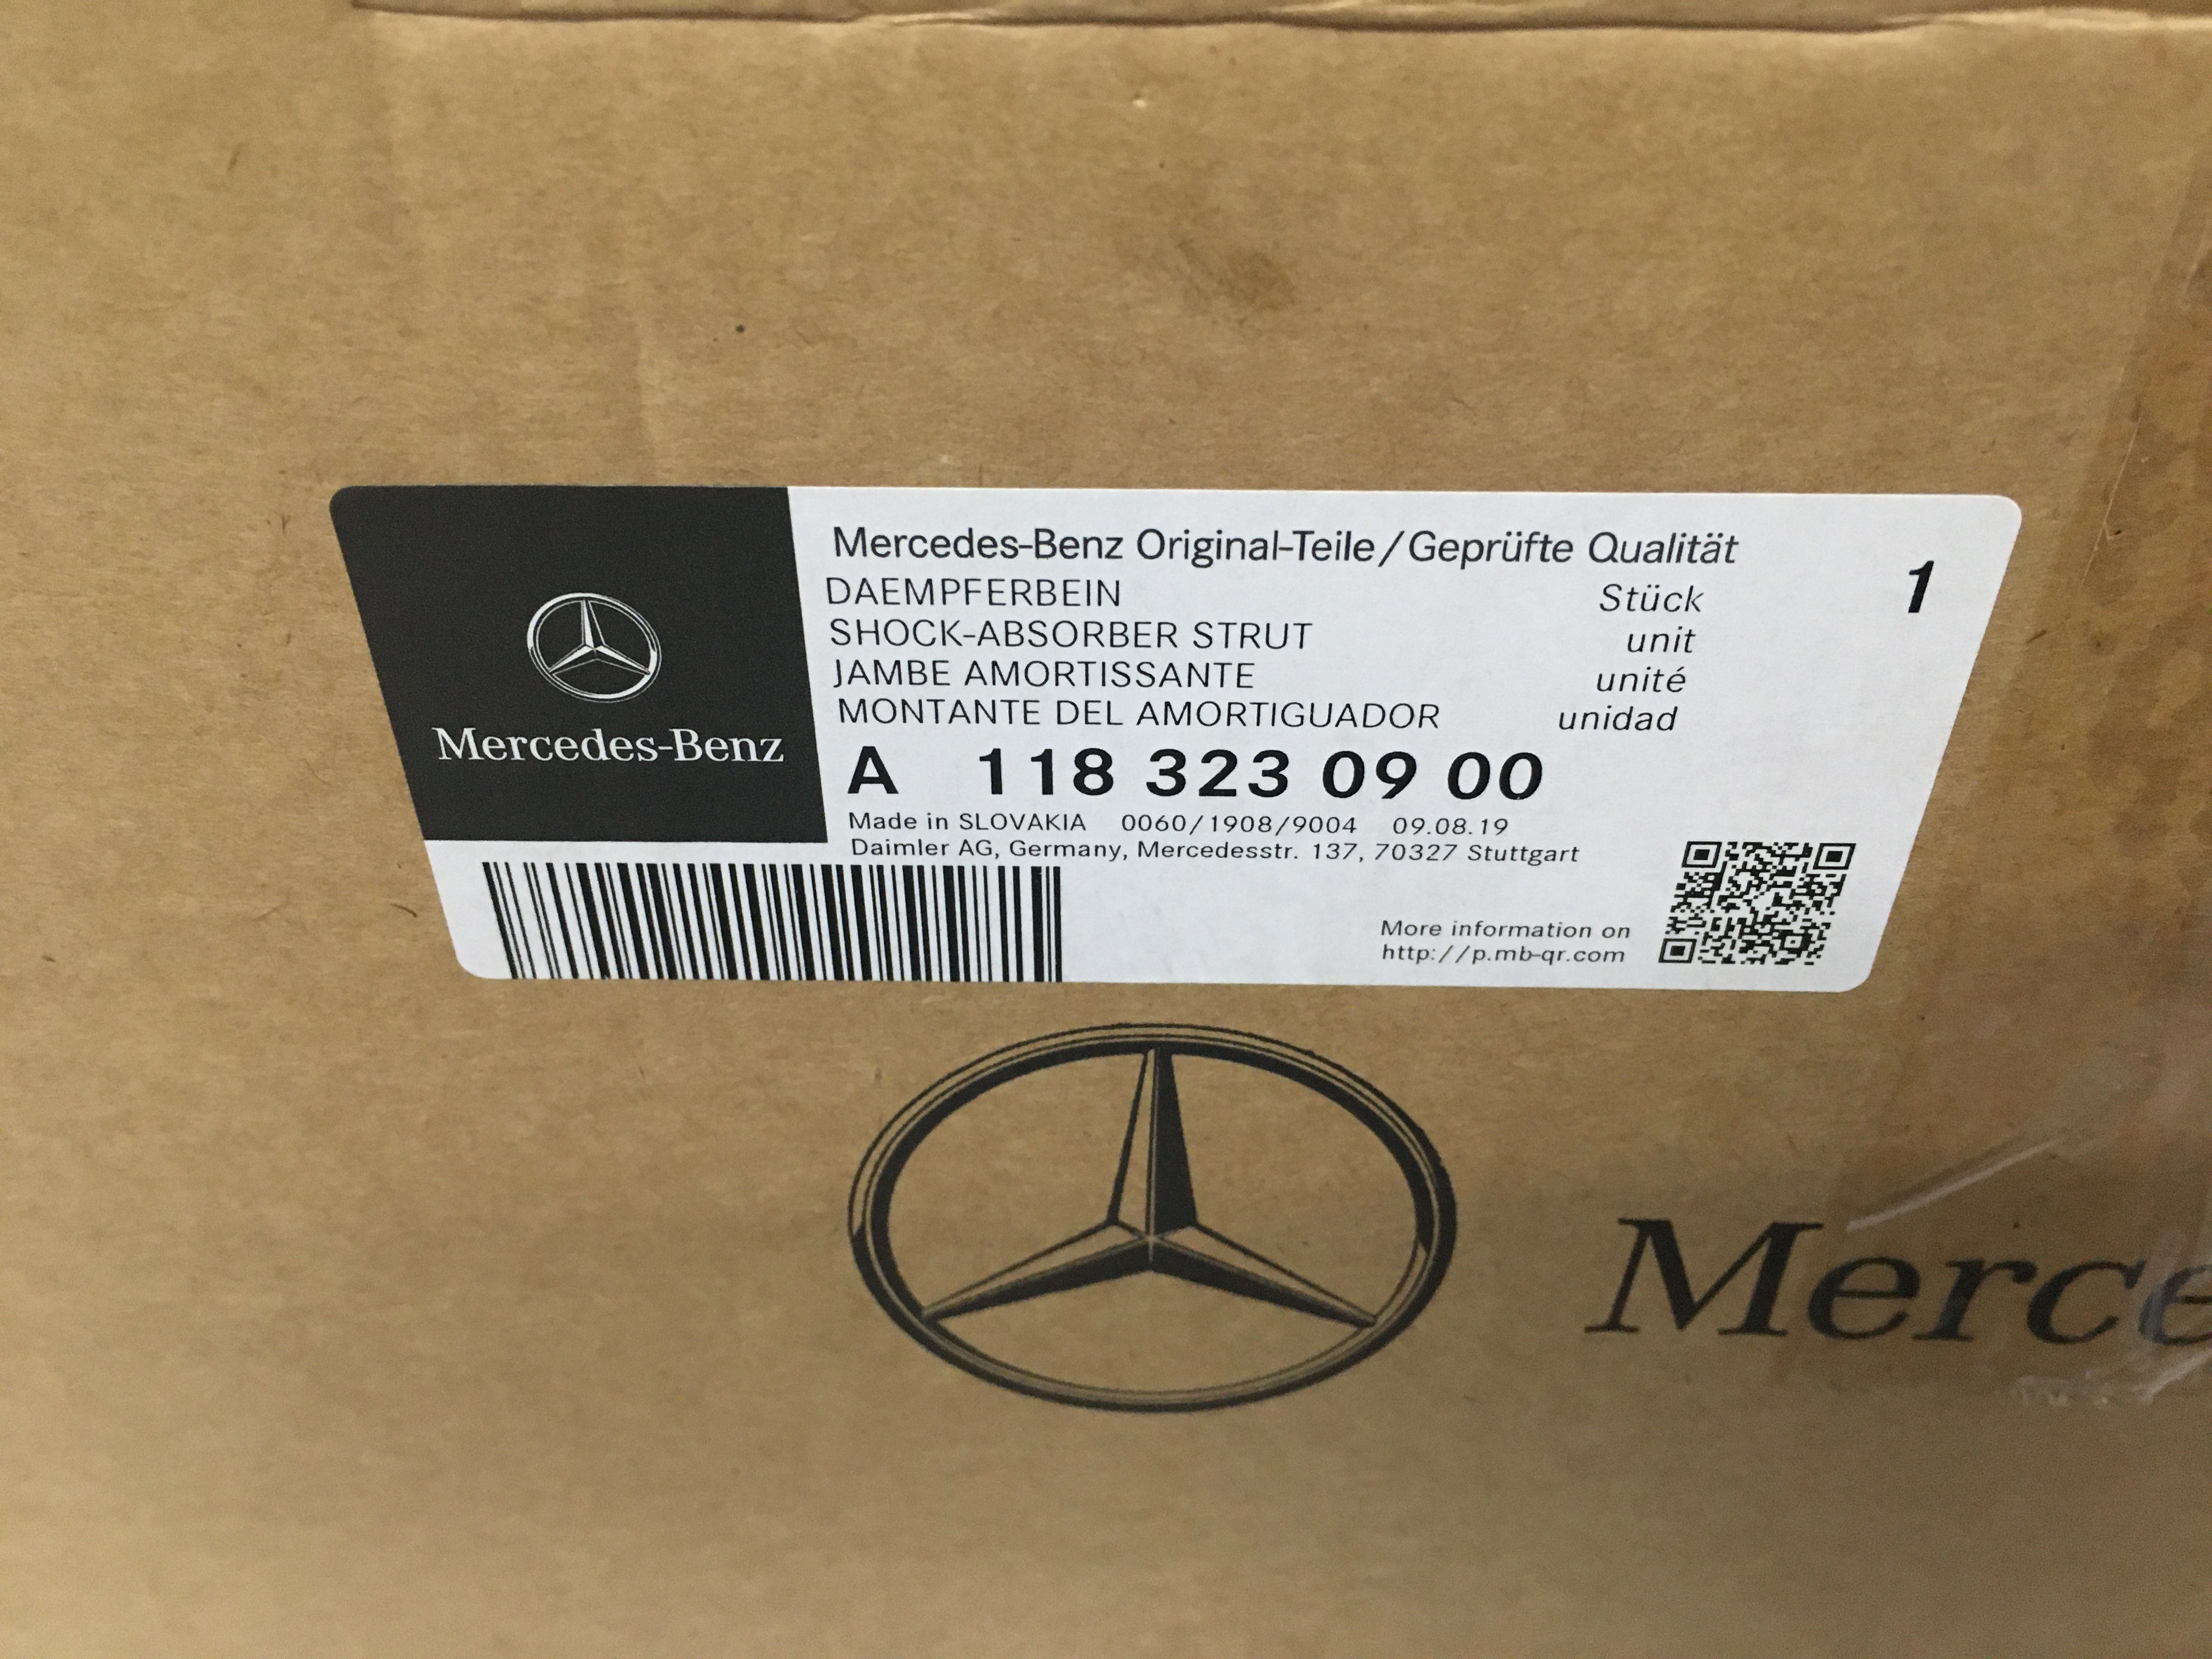 Mercedes-Benz Original-Teile/Geprüfte Qualität
DAEMPFERBEIN Stück 1
SHOCK-ABSORBER STRUT unit
JAMBE AMORTISSANTE unité
MONTANTE DEL AMORTIGUADOR unidad
Mercedes-Benz
A 118 323 09 00
Made in SLOVAKIA 0060/1908/9004 09.08.19
Daimler AG, Germany, Mercedesstr. 137, 70327 Stuttgart
More information on
http://p.mb-qr.com
Merce